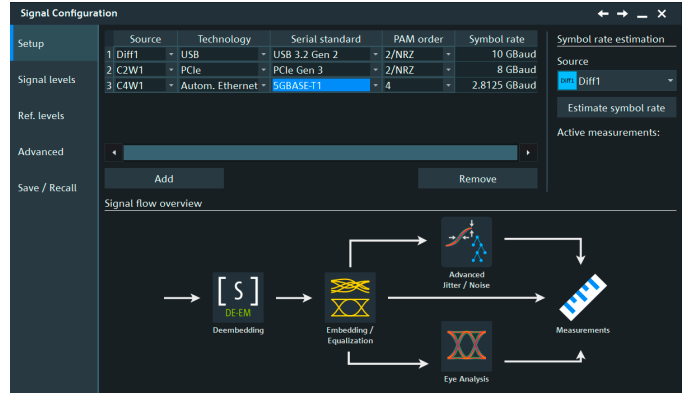 Signal Configuration
Setup
Signal levels
Ref. levels
Advanced
Save / Recall
Source Technology Serial standard PAM order Symbol rate
1 Diff1 USB USB 3.2 Gen 2 2/NRZ 10 GBaud
2 C2W1 PCIe PCIe Gen 3 2/NRZ 8 GBaud
3 C4W1 Autom. Ethernet 5GBASE-T1 4 2.8125 GBaud
Add Remove
Symbol rate estimation
Source
Diff1 Diff1
Estimate symbol rate
Active measurements:
Signal flow overview
[ S ]
DE-EM
Deembedding
Embedding /
Equalization
Advanced
Jitter / Noise
Eye Analysis
Measurements